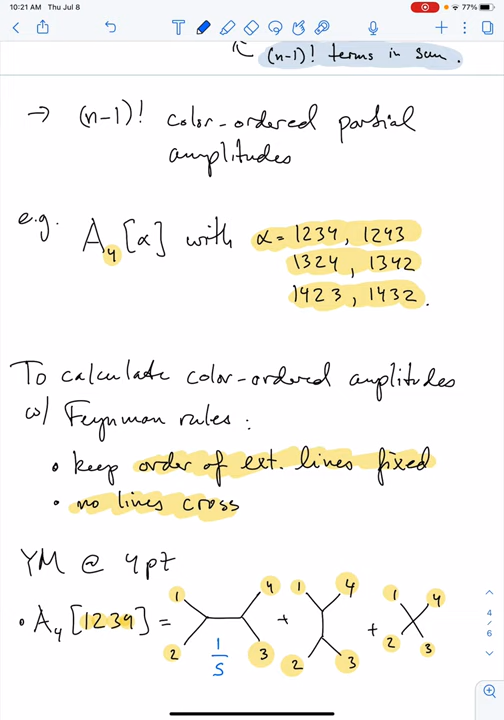 10:21 AM Thu Jul 8
77%
(n-1)! terms in sum.
→ (n-1)! color-ordered partial
amplitudes
e.g. A₄[α] with α = 1234, 1243
1324, 1342
1423, 1432.
To calculate color-ordered amplitudes
w/ Feynman rules:
• keep order of ext. lines fixed
• no lines cross
YM @ 4pt
• A₄[1234] = 1 2 3 4 1/S + 1 2 3 4 + 1 2 3 4
4/6